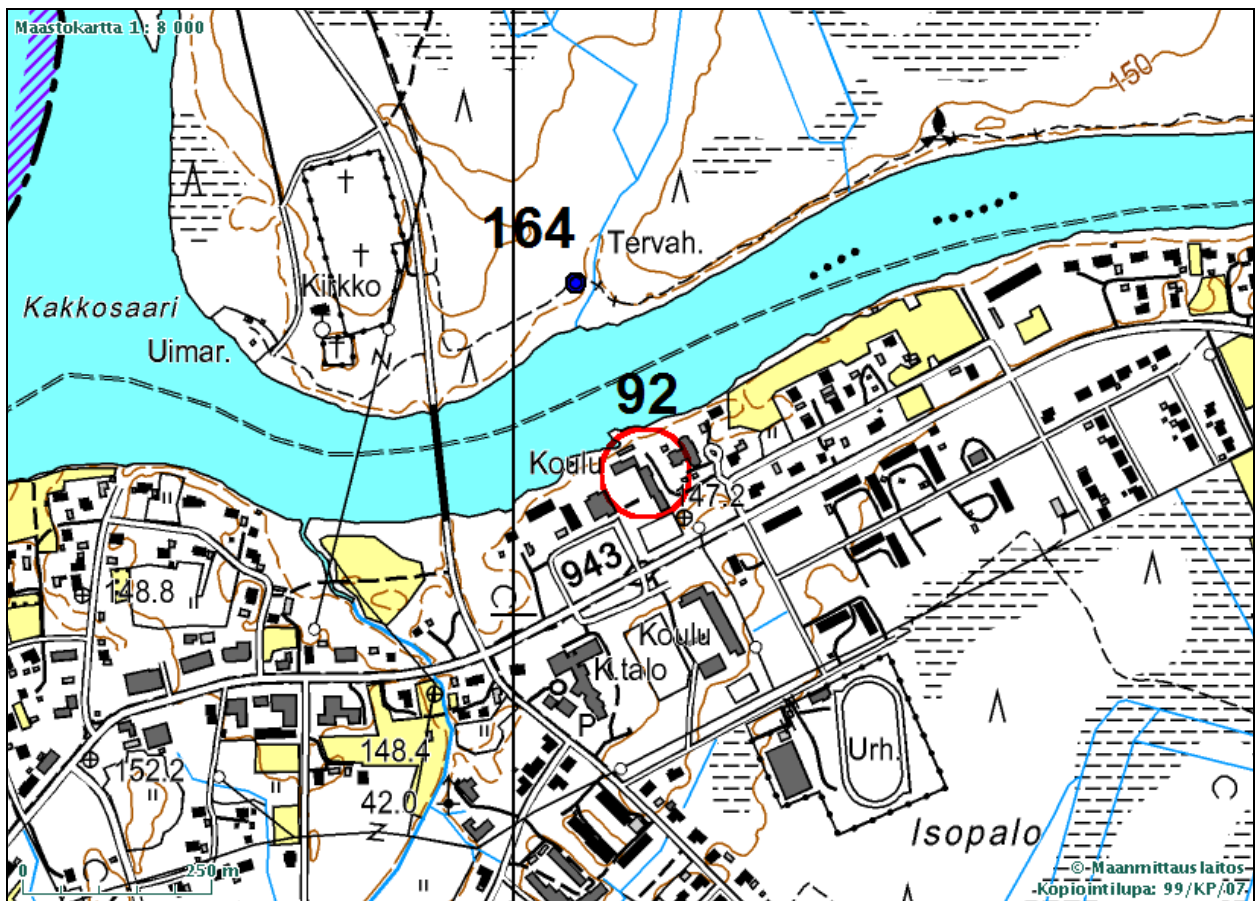 Maastokartta 1 : 8 000
150
164
Tervah.
Kirkko
Kakkosaari
Uimar.
92
Koulu
147.2
943
148.8
Koulu
K.talo
P
148.4
Urh.
152.2
42.0
Isopalo
0 250 m
© Maanmittauslaitos
Kopiointilupa: 99/KP/07